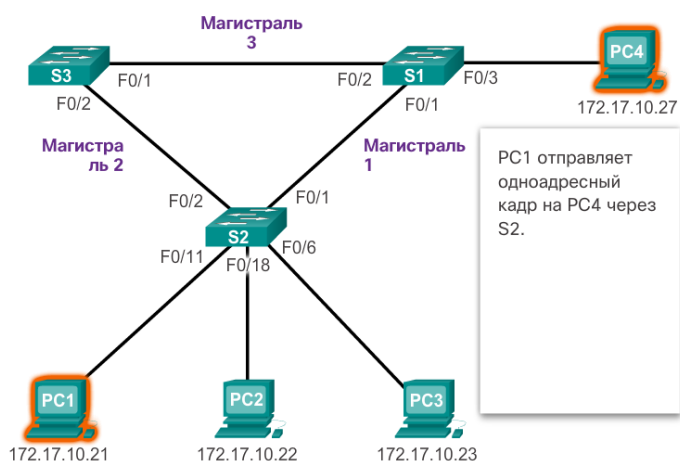 Магистраль
3
S3
F0/1
F0/2
S1
F0/3
PC4
F0/2
F0/1
172.17.10.27
Магистра
ль 2
Магистраль
1
PC1 отправляет
одноадресный
кадр на PC4 через
S2.
F0/2
F0/1
S2
F0/11
F0/18
F0/6
PC1
PC2
PC3
172.17.10.21
172.17.10.22
172.17.10.23